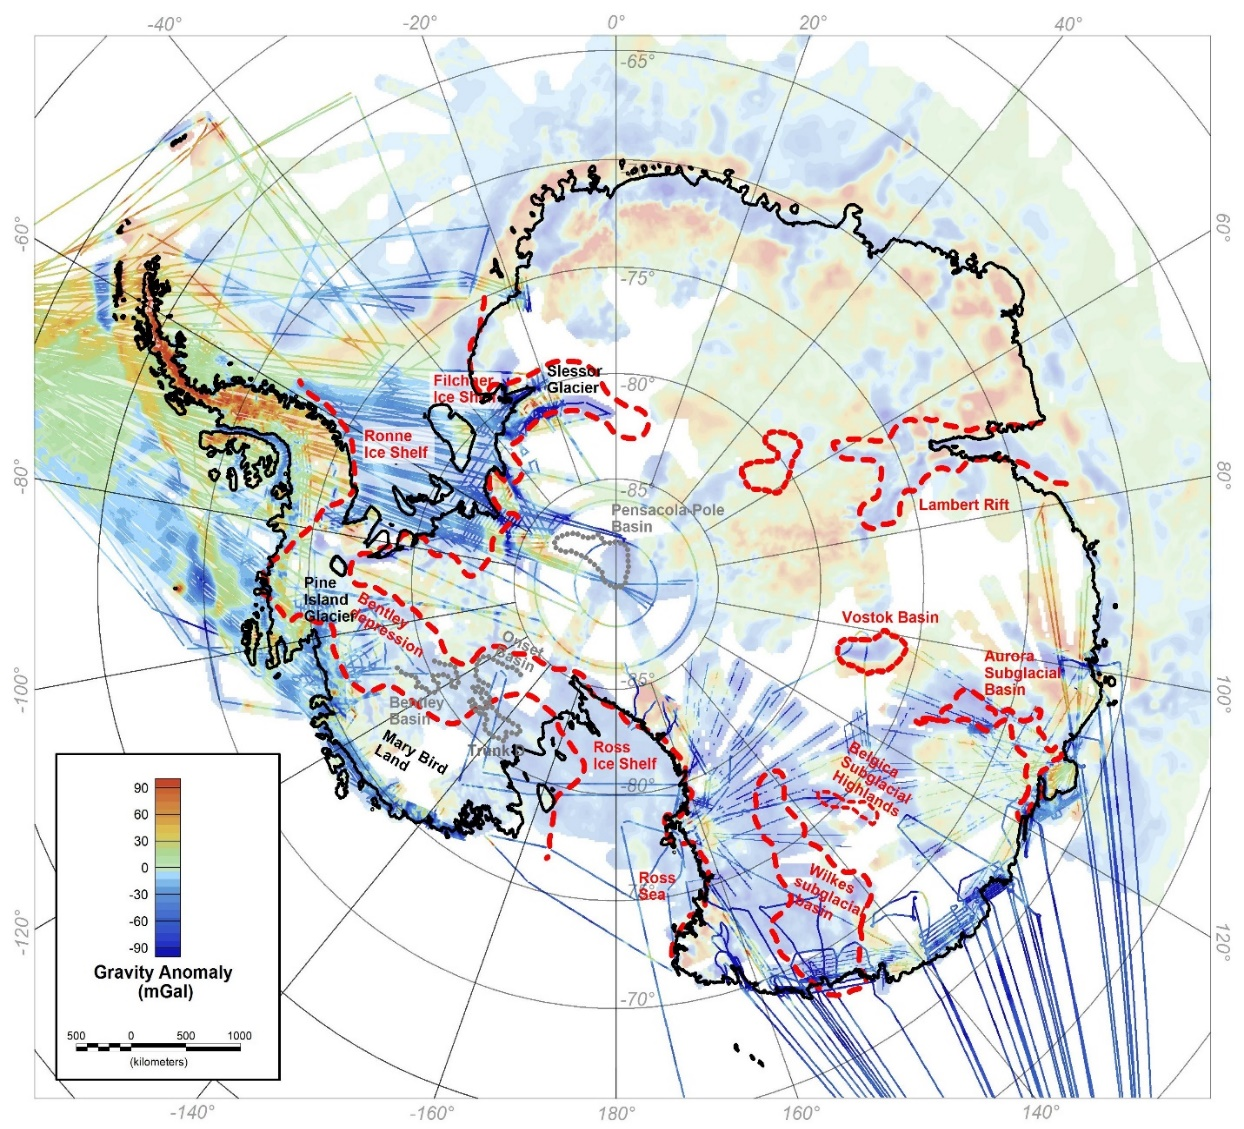 -40°
-20°
0°
20°
40°
-65°
-60°
60°
-75°
-80°
Slessor
Glacier
Filchner
Ice Shelf
Ronne
Ice Shelf
-80°
80°
-85
Pensacola-Pole
Basin
Lambert Rift
Pine
Island
Glacier
Bentley
depression
Vostok Basin
Onset
Basin
Aurora
Subglacial
Basin
-85°
-100°
100°
Bentley
Basin
Mary Bird
Land
Trunk D
Ross
Ice Shelf
Belgica
Subglacial
Highlands
-80°
Ross
Sea
Wilkes
subglacial
basin
-120°
120°
-70°
90
60
30
0
-30
-60
-90
Gravity Anomaly
(mGal)
500
0
500
1000
(kilometers)
-140°
-160°
180°
160°
140°